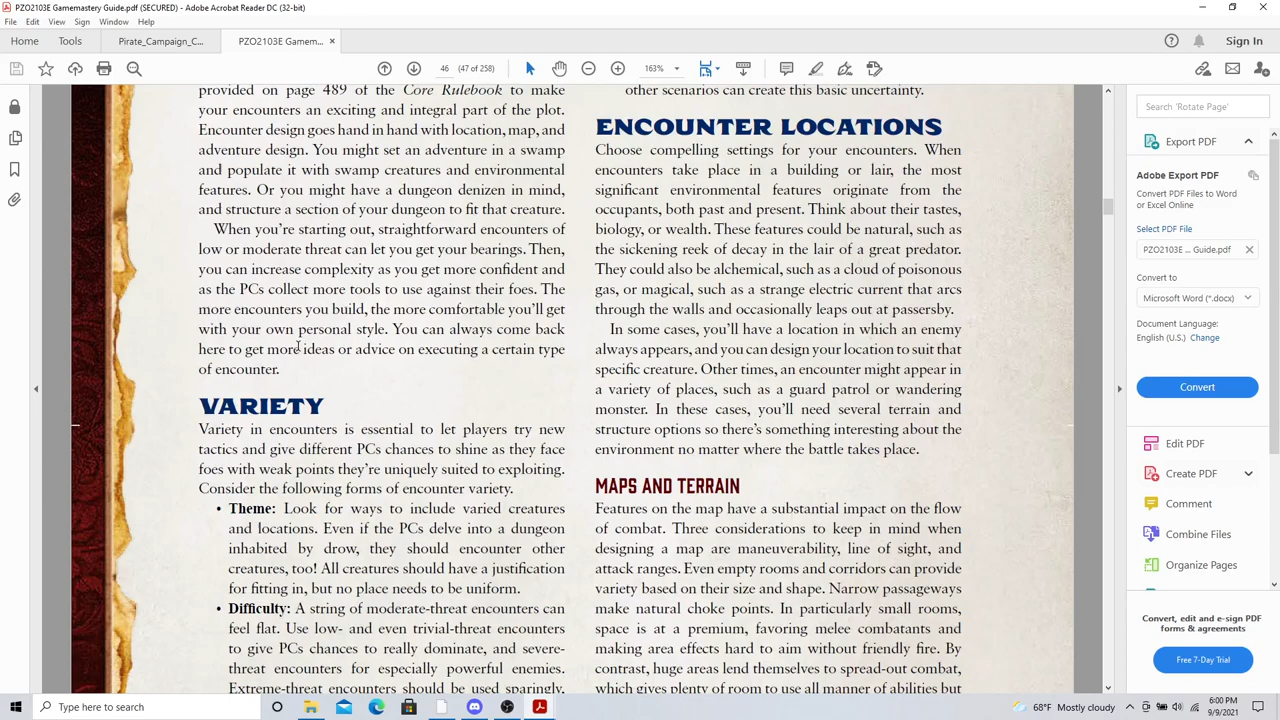 PZO2103E Gamemastery Guide.pdf (SECURED) - Adobe Acrobat Reader DC (32-bit)
File Edit View Sign Window Help
Home Tools Pirate_Campaign_C... PZO2103E Gamem... ×
Sign In
46 (47 of 258) 163%
provided on page 489 of the Core Rulebook to make
your encounters an exciting and integral part of the plot.
Encounter design goes hand in hand with location, map, and
adventure design. You might set an adventure in a swamp
and populate it with swamp creatures and environmental
features. Or you might have a dungeon denizen in mind,
and structure a section of your dungeon to fit that creature.
When you're starting out, straightforward encounters of
low or moderate threat can let you get your bearings. Then,
you can increase complexity as you get more confident and
as the PCs collect more tools to use against their foes. The
more encounters you build, the more comfortable you'll get
with your own personal style. You can always come back
here to get more ideas or advice on executing a certain type
of encounter.
VARIETY
Variety in encounters is essential to let players try new
tactics and give different PCs chances to shine as they face
foes with weak points they're uniquely suited to exploiting.
Consider the following forms of encounter variety.
• Theme: Look for ways to include varied creatures
and locations. Even if the PCs delve into a dungeon
inhabited by drow, they should encounter other
creatures, too! All creatures should have a justification
for fitting in, but no place needs to be uniform.
• Difficulty: A string of moderate-threat encounters can
feel flat. Use low- and even trivial-threat encounters
to give PCs chances to really dominate, and severe-
threat encounters for especially powerful enemies.
Extreme-threat encounters should be used sparingly,
other scenarios can create this basic uncertainty.
ENCOUNTER LOCATIONS
Choose compelling settings for your encounters. When
encounters take place in a building or lair, the most
significant environmental features originate from the
occupants, both past and present. Think about their tastes,
biology, or wealth. These features could be natural, such as
the sickening reek of decay in the lair of a great predator.
They could also be alchemical, such as a cloud of poisonous
gas, or magical, such as a strange electric current that arcs
through the walls and occasionally leaps out at passersby.
In some cases, you'll have a location in which an enemy
always appears, and you can design your location to suit that
specific creature. Other times, an encounter might appear in
a variety of places, such as a guard patrol or wandering
monster. In these cases, you'll need several terrain and
structure options so there's something interesting about the
environment no matter where the battle takes place.
MAPS AND TERRAIN
Features on the map have a substantial impact on the flow
of combat. Three considerations to keep in mind when
designing a map are maneuverability, line of sight, and
attack ranges. Even empty rooms and corridors can provide
variety based on their size and shape. Narrow passageways
make natural choke points. In particularly small rooms,
space is at a premium, favoring melee combatants and
making area effects hard to aim without friendly fire. By
contrast, huge areas lend themselves to spread-out combat,
which gives plenty of room to use all manner of abilities but
Search 'Rotate Page'
Export PDF
Adobe Export PDF
Convert PDF Files to Word
or Excel Online
Select PDF File
PZO2103E ... Guide.pdf
Convert to
Microsoft Word (*.docx)
Document Language:
English (U.S.) Change
Convert
Edit PDF
Create PDF
Comment
Combine Files
Organize Pages
Convert, edit and e-sign PDF
forms & agreements
Free 7-Day Trial
Type here to search
68°F Mostly cloudy
6:00 PM
9/9/2021